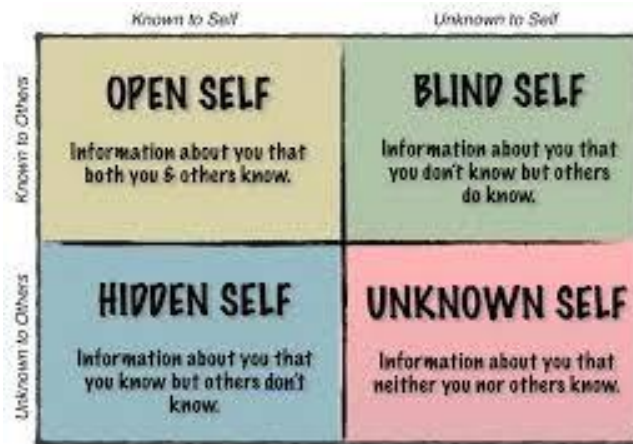 Known to Self
Unknown to Self
Known to Others
OPEN SELF
Information about you that
both you & others know.
BLIND SELF
Information about you that
you don't know but others
do know.
Unknown to Others
HIDDEN SELF
Information about you that
you know but others don't
know.
UNKNOWN SELF
Information about you that
neither you nor others know.